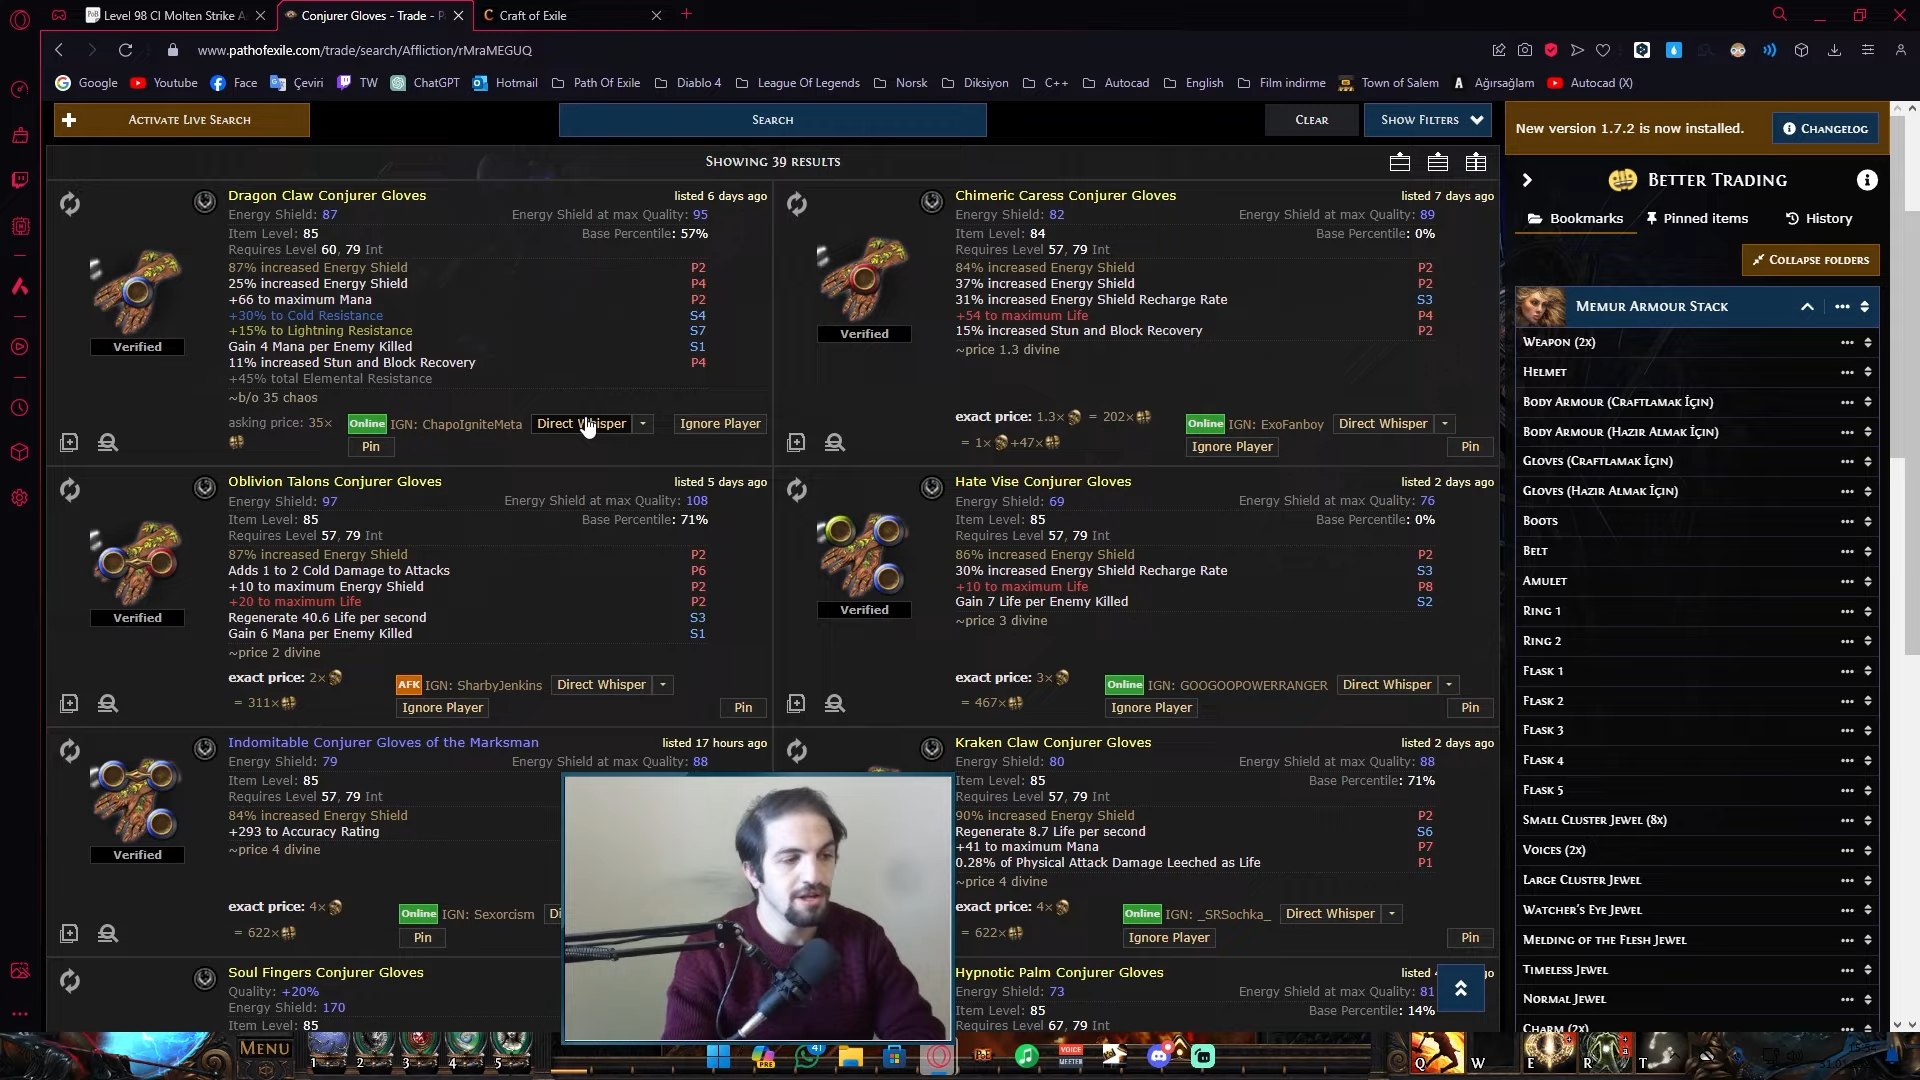 Level 98 CI Molten Strike A
Conjurer Gloves - Trade - P
Craft of Exile
www.pathofexile.com/trade/search/Affliction/rMraMEGUQ
Google
Youtube
Face
Çeviri
TW
ChatGPT
Hotmail
Path Of Exile
Diablo 4
League Of Legends
Norsk
Diksiyon
C++
Autocad
English
Film indirme
Town of Salem
Ağırsağlam
Autocad (X)
ACTIVATE LIVE SEARCH
SEARCH
CLEAR
SHOW FILTERS
SHOWING 39 RESULTS
Dragon Claw Conjurer Gloves
listed 6 days ago
Energy Shield: 87
Energy Shield at max Quality: 95
Item Level: 85
Base Percentile: 57%
Requires Level 60, 79 Int
87% increased Energy Shield P2
25% increased Energy Shield P4
+66 to maximum Mana P2
+30% to Cold Resistance S4
+15% to Lightning Resistance S7
Gain 4 Mana per Enemy Killed S1
11% increased Stun and Block Recovery P4
+45% total Elemental Resistance
~b/o 35 chaos
Verified
asking price: 35×
Online IGN: ChapoIgniteMeta
Direct Whisper
Ignore Player
Pin
Chimeric Caress Conjurer Gloves
listed 7 days ago
Energy Shield: 82
Energy Shield at max Quality: 89
Item Level: 84
Base Percentile: 0%
Requires Level 57, 79 Int
84% increased Energy Shield P2
37% increased Energy Shield P2
31% increased Energy Shield Recharge Rate S3
+54 to maximum Life P4
15% increased Stun and Block Recovery P2
~price 1.3 divine
Verified
exact price: 1.3× = 202×
= 1× +47×
Online IGN: ExoFanboy
Direct Whisper
Ignore Player
Pin
Oblivion Talons Conjurer Gloves
listed 5 days ago
Energy Shield: 97
Energy Shield at max Quality: 108
Item Level: 85
Base Percentile: 71%
Requires Level 57, 79 Int
87% increased Energy Shield P2
Adds 1 to 2 Cold Damage to Attacks P6
+10 to maximum Energy Shield P2
+20 to maximum Life P2
Regenerate 40.6 Life per second S3
Gain 6 Mana per Enemy Killed S1
~price 2 divine
Verified
exact price: 2×
= 311×
AFK IGN: SharbyJenkins
Direct Whisper
Ignore Player
Pin
Hate Vise Conjurer Gloves
listed 2 days ago
Energy Shield: 69
Energy Shield at max Quality: 76
Item Level: 85
Base Percentile: 0%
Requires Level 57, 79 Int
86% increased Energy Shield P2
30% increased Energy Shield Recharge Rate S3
+10 to maximum Life P8
Gain 7 Life per Enemy Killed S2
~price 3 divine
Verified
exact price: 3×
= 467×
Online IGN: GOOGOOPOWERRANGER
Direct Whisper
Ignore Player
Pin
Indomitable Conjurer Gloves of the Marksman
listed 17 hours ago
Energy Shield: 79
Energy Shield at max Quality: 88
Item Level: 85
Requires Level 57, 79 Int
84% increased Energy Shield
+293 to Accuracy Rating
~price 4 divine
Verified
exact price: 4×
= 622×
Online IGN: Sexorcism
Di
Pin
Kraken Claw Conjurer Gloves
listed 2 days ago
Energy Shield: 80
Energy Shield at max Quality: 88
Item Level: 85
Base Percentile: 71%
Requires Level 57, 79 Int
90% increased Energy Shield P2
Regenerate 8.7 Life per second S6
+41 to maximum Mana P7
0.28% of Physical Attack Damage Leeched as Life P1
~price 4 divine
exact price: 4×
= 622×
Online IGN: _SRSochka_
Direct Whisper
Ignore Player
Pin
Soul Fingers Conjurer Gloves
Quality: +20%
Energy Shield: 170
Item Level: 85
Hypnotic Palm Conjurer Gloves
listed 
Energy Shield: 73
Energy Shield at max Quality: 81
Item Level: 85
Base Percentile: 14%
Requires Level 67, 79 Int
New version 1.7.2 is now installed.
CHANGELOG
BETTER TRADING
Bookmarks
Pinned items
History
COLLAPSE FOLDERS
MEMUR ARMOUR STACK
WEAPON (2X)
HELMET
BODY ARMOUR (CRAFTLAMAK İÇİN)
BODY ARMOUR (HAZIR ALMAK İÇİN)
GLOVES (CRAFTLAMAK İÇİN)
GLOVES (HAZIR ALMAK İÇİN)
BOOTS
BELT
AMULET
RING 1
RING 2
FLASK 1
FLASK 2
FLASK 3
FLASK 4
FLASK 5
SMALL CLUSTER JEWEL (8X)
VOICES (2X)
LARGE CLUSTER JEWEL
WATCHER'S EYE JEWEL
MELDING OF THE FLESH JEWEL
TIMELESS JEWEL
NORMAL JEWEL
CHARM (2X)
MENU
1 2 3 4 5
PRE
41
VOICE MEETER
Q W E R T